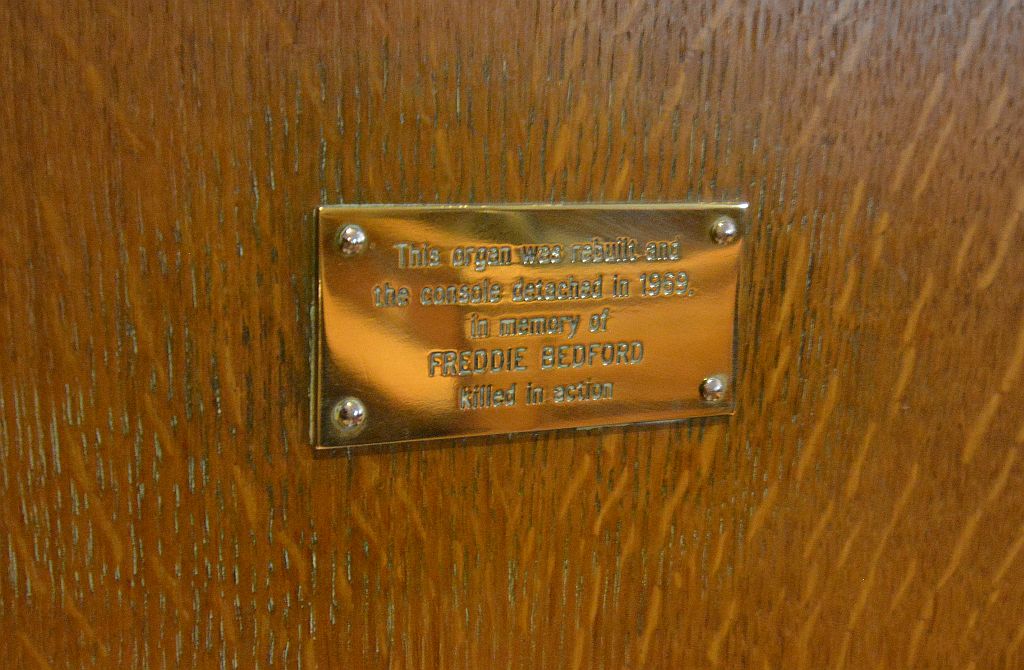 This organ was rebuilt and
the console detached in 1969.
in memory of
FREDDIE BEDFORD
killed in action